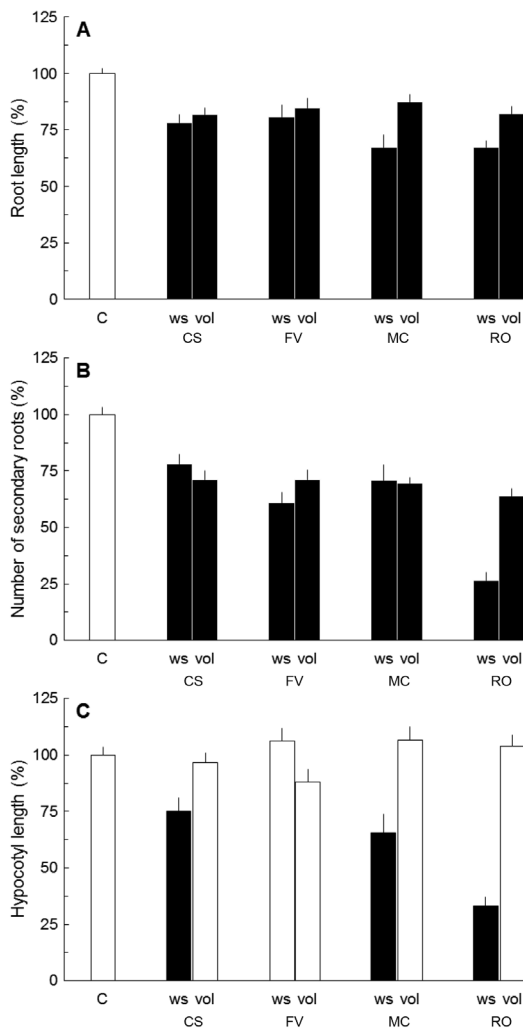 A
Root length (%)
125
100
75
50
25
0
C ws vol ws vol ws vol ws vol
CS FV MC RO
B
Number of secondary roots (%)
125
100
75
50
25
0
C ws vol ws vol ws vol ws vol
CS FV MC RO
C
Hypocotyl length (%)
125
100
75
50
25
0
C ws vol ws vol ws vol ws vol
CS FV MC RO